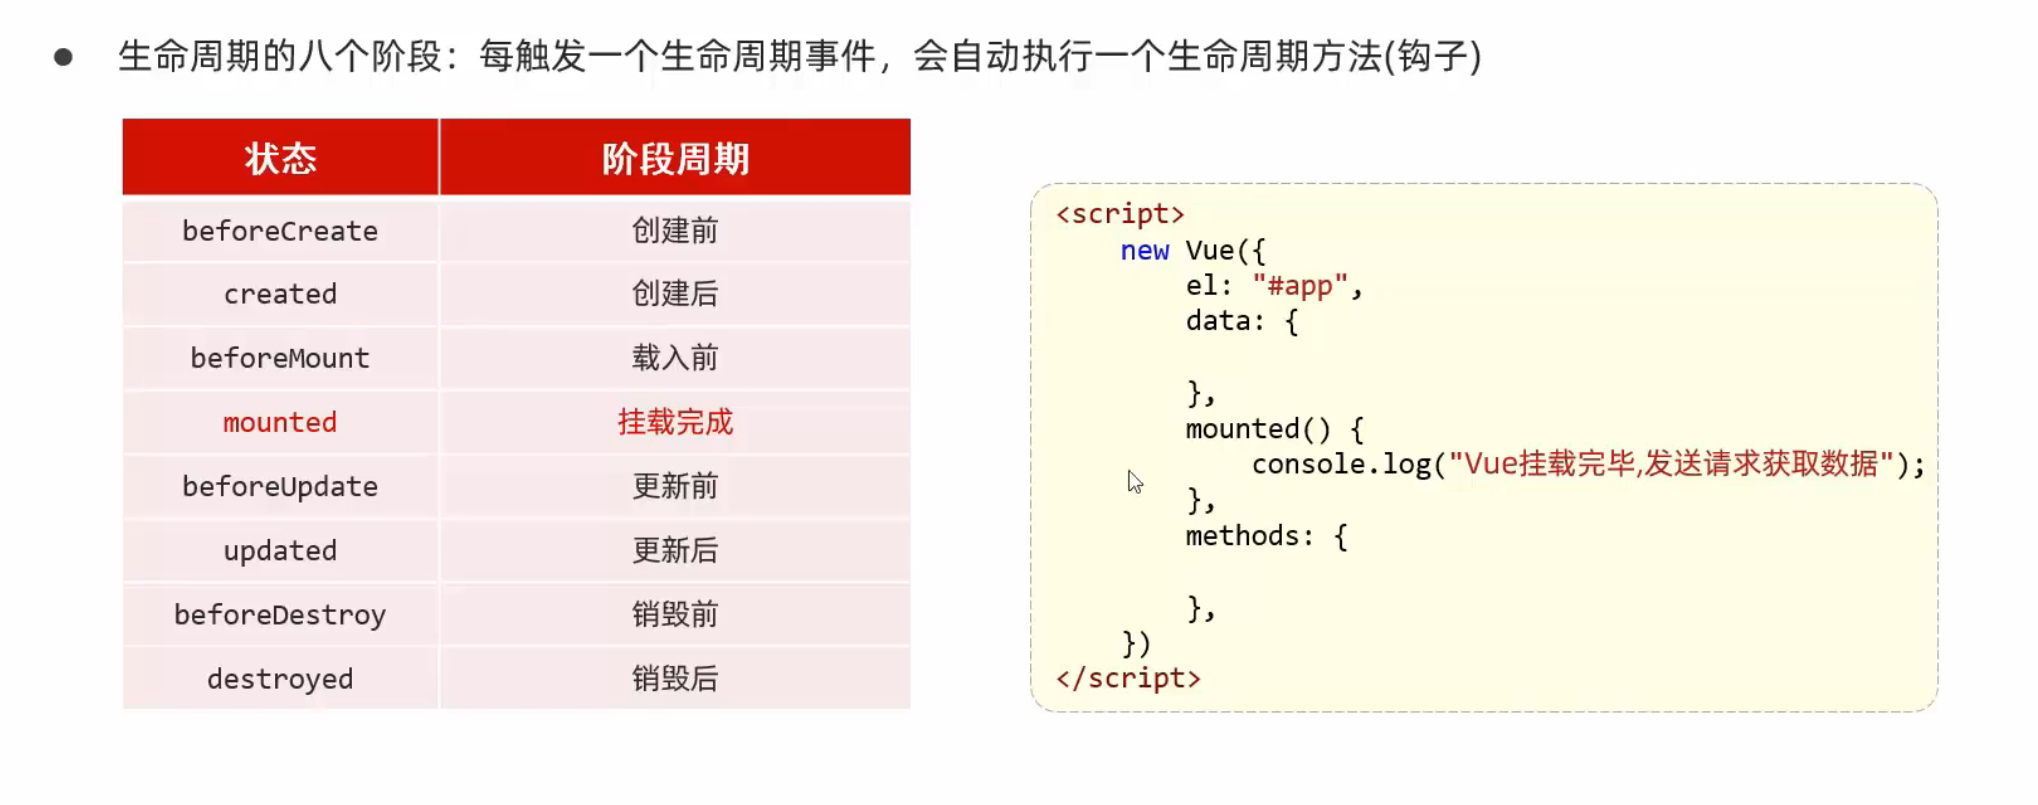 ● 生命周期的八个阶段：每触发一个生命周期事件，会自动执行一个生命周期方法(钩子)
状态 阶段周期
beforeCreate 创建前
created 创建后
beforeMount 载入前
mounted 挂载完成
beforeUpdate 更新前
updated 更新后
beforeDestroy 销毁前
destroyed 销毁后
<script>
    new Vue({
        el: "#app",
        data: {
        },
        mounted() {
            console.log("Vue挂载完毕,发送请求获取数据");
        },
        methods: {
        },
    })
</script>